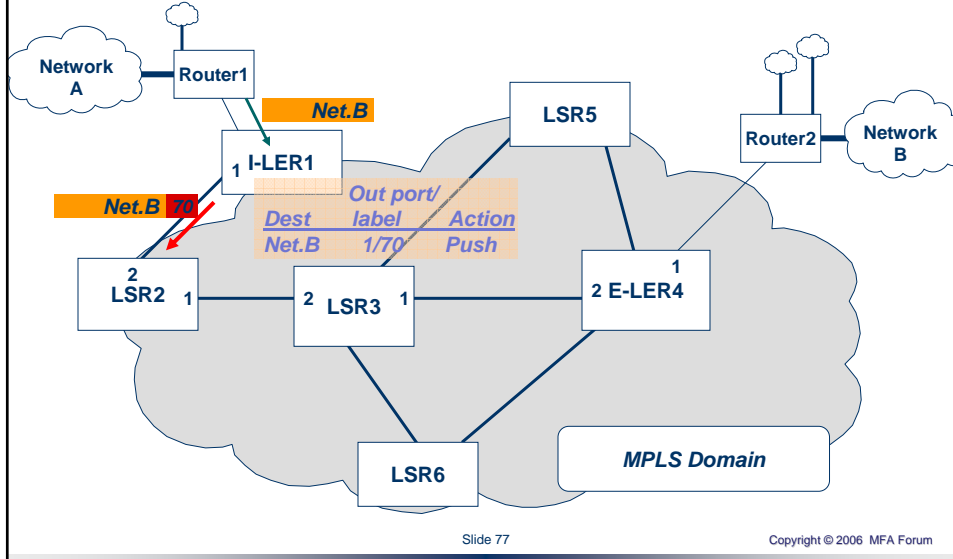 Network
A
Router1
Net.B
LSR5
Router2
Network
B
1 I-LER1
Net.B 70
Out port/
Dest label Action
Net.B 1/70 Push
2
LSR2 1
2 LSR3 1
1
2 E-LER4
LSR6
MPLS Domain
Slide 77
Copyright © 2006 MFA Forum